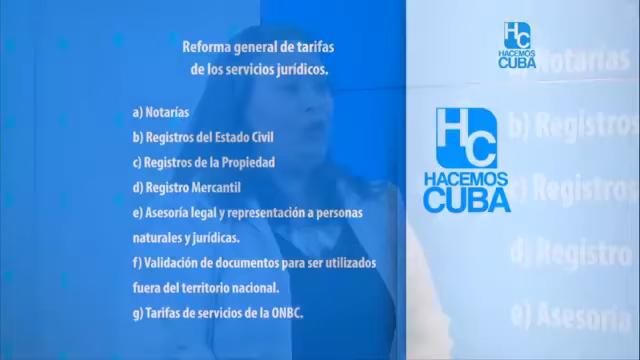 Reforma general de tarifas
de los servicios jurídicos.
a) Notarías
b) Registros del Estado Civil
c) Registros de la Propiedad
d) Registro Mercantil
e) Asesoría legal y representación a personas
naturales y jurídicas.
f) Validación de documentos para ser utilizados
fuera del territorio nacional.
g) Tarifas de servicios de la ONBC.
HC
HACEMOS
CUBA
HC
HACEMOS
CUBA
Notarías
b) Registros
Registros
d) Registro
e) Asesoría